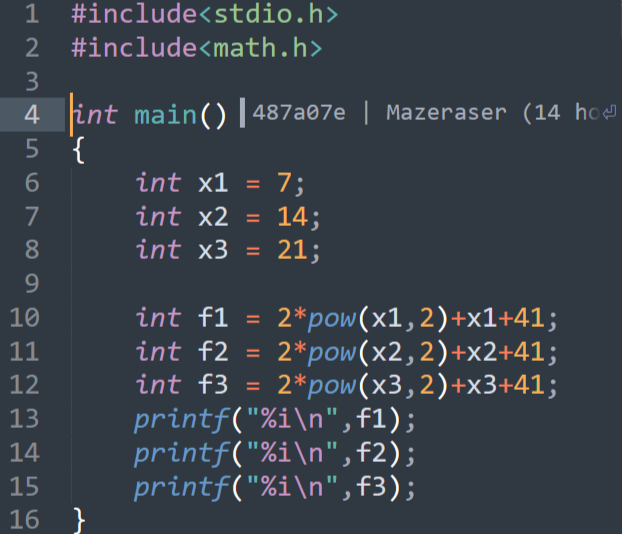 1 #include<stdio.h>
2 #include<math.h>
3
4 int main() 487a07e | Mazeraser (14
5 {
6     int x1 = 7;
7     int x2 = 14;
8     int x3 = 21;
9
10     int f1 = 2*pow(x1,2)+x1+41;
11     int f2 = 2*pow(x2,2)+x2+41;
12     int f3 = 2*pow(x3,2)+x3+41;
13     printf("%i\n",f1);
14     printf("%i\n",f2);
15     printf("%i\n",f3);
16 }